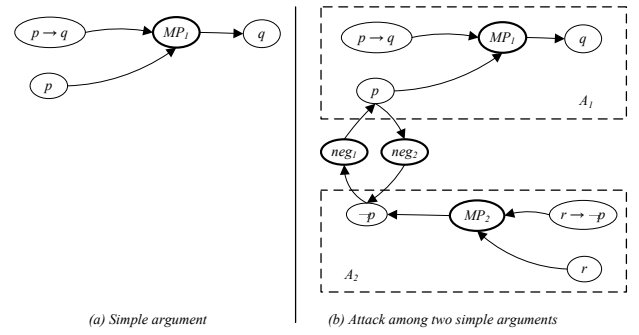 (a)
p → q
MP1
q
p
(b)
p → q
MP1
q
p
A1
neg1
neg2
¬p
MP2
r → ¬p
r
A2
(a) Simple argument
(b) Attack among two simple arguments